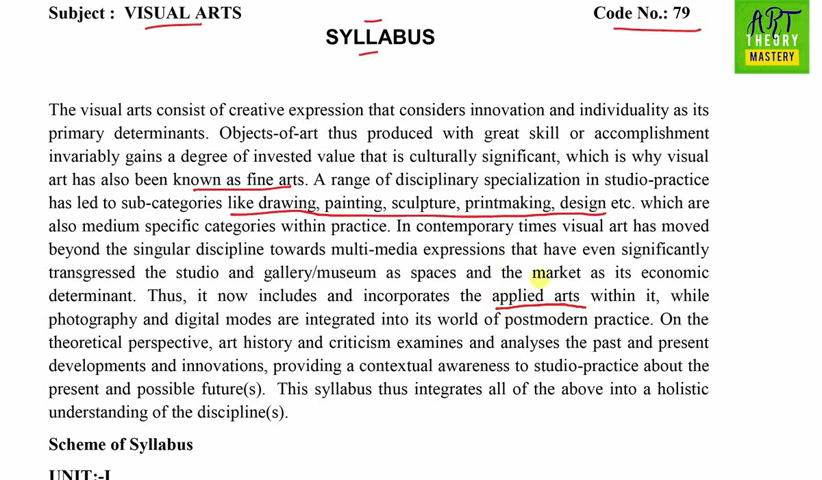 Subject : VISUAL ARTS Code No.: 79
ART
THEORY
MASTERY
SYLLABUS
The visual arts consist of creative expression that considers innovation and individuality as its
primary determinants. Objects-of-art thus produced with great skill or accomplishment
invariably gains a degree of invested value that is culturally significant, which is why visual
art has also been known as fine arts. A range of disciplinary specialization in studio-practice
has led to sub-categories like drawing, painting, sculpture, printmaking, design etc. which are
also medium specific categories within practice. In contemporary times visual art has moved
beyond the singular discipline towards multi-media expressions that have even significantly
transgressed the studio and gallery/museum as spaces and the market as its economic
determinant. Thus, it now includes and incorporates the applied arts within it, while
photography and digital modes are integrated into its world of postmodern practice. On the
theoretical perspective, art history and criticism examines and analyses the past and present
developments and innovations, providing a contextual awareness to studio-practice about the
present and possible future(s). This syllabus thus integrates all of the above into a holistic
understanding of the discipline(s).
Scheme of Syllabus
UNIT:-I